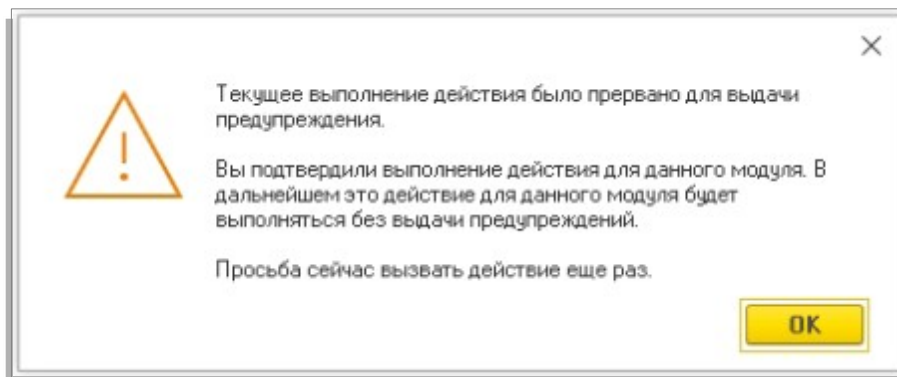 Текущее выполнение действия было прервано для выдачи
предупреждения.
Вы подтвердили выполнение действия для данного модуля. В
дальнейшем это действие для данного модуля будет
выполняться без выдачи предупреждений.
Просьба сейчас вызвать действие еще раз.
OK